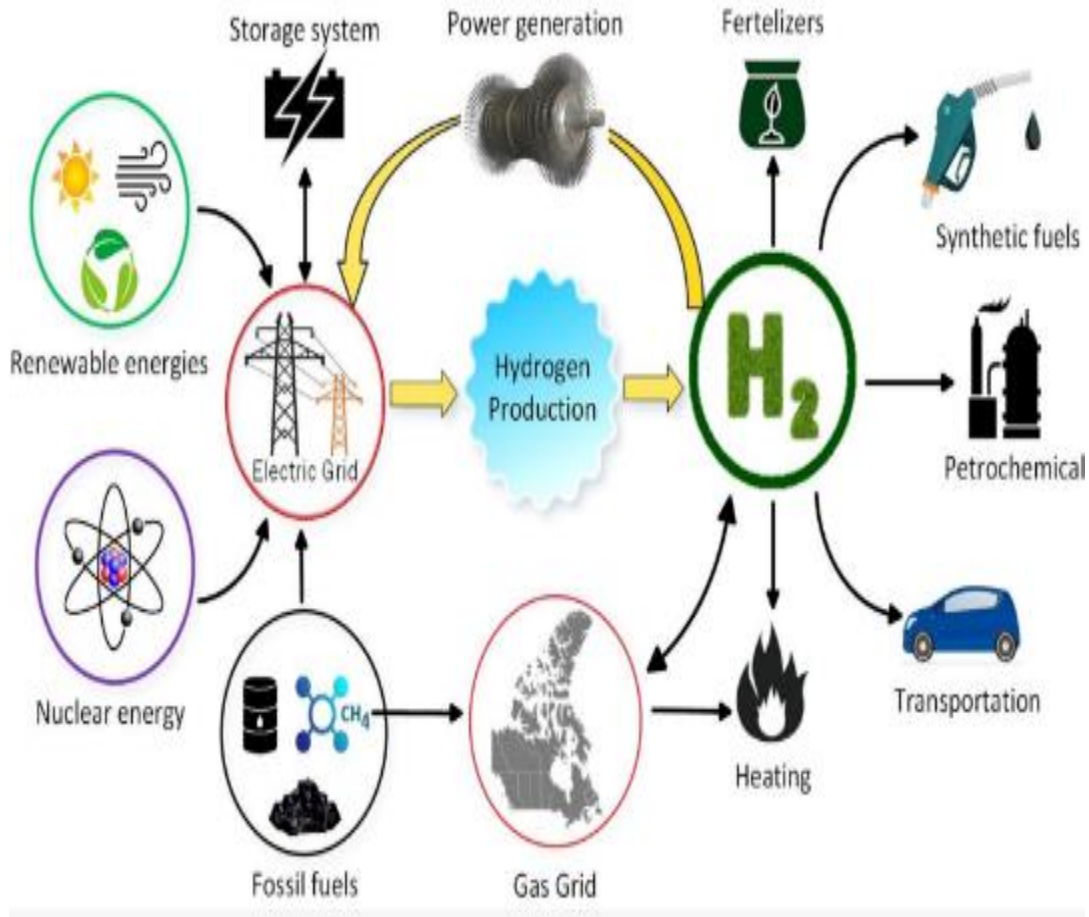 Storage system
Power generation
Fertelizers
Synthetic fuels
Renewable energies
Electric Grid
Hydrogen
Production
H2
Petrochemical
Nuclear energy
CH4
Transportation
Heating
Fossil fuels
Gas Grid